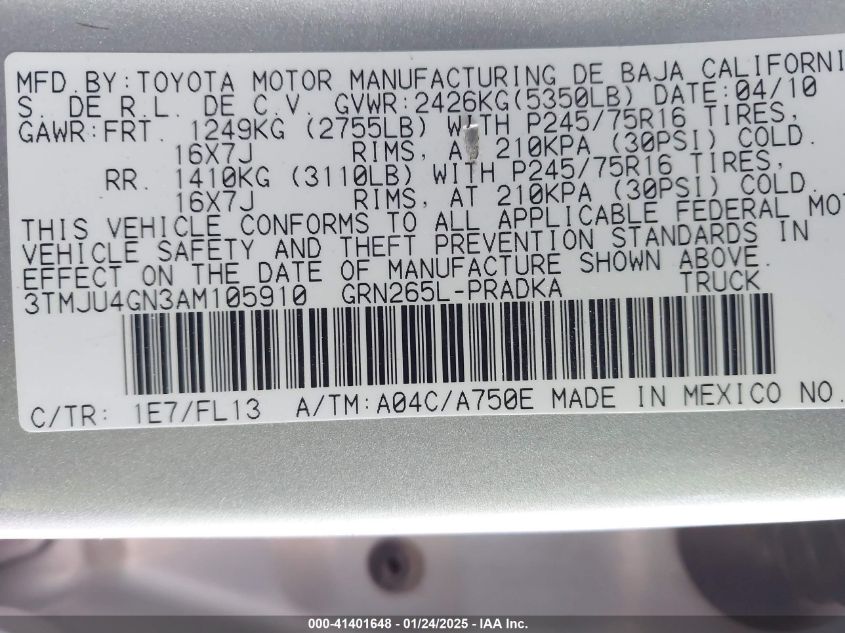 MFD.BY:TOYOTA MOTOR MANUFACTURING DE BAJA CALIFORNI
S. DE R.L. DE C.V. GVWR:2426KG(5350LB) DATE:04/10
GAWR:FRT. 1249KG (2755LB) WITH P245/75R16 TIRES,
16X7J RIMS, A 210KPA (30PSI) COLD.
RR. 1410KG (3110LB) WITH P245/75R16 TIRES,
16X7J RIMS, AT 210KPA (30PSI) COLD.
THIS VEHICLE CONFORMS TO ALL APPLICABLE FEDERAL MO
VEHICLE SAFETY AND THEFT PREVENTION STANDARDS IN
EFFECT ON THE DATE OF MANUFACTURE SHOWN ABOVE.
3TMJU4GN3AM105910 GRN265L-PRADKA TRUCK
C/TR: 1E7/FL13 A/TM:A04C/A750E MADE IN MEXICO NO.
000-41401648 - 01/24/2025 - IAA Inc.